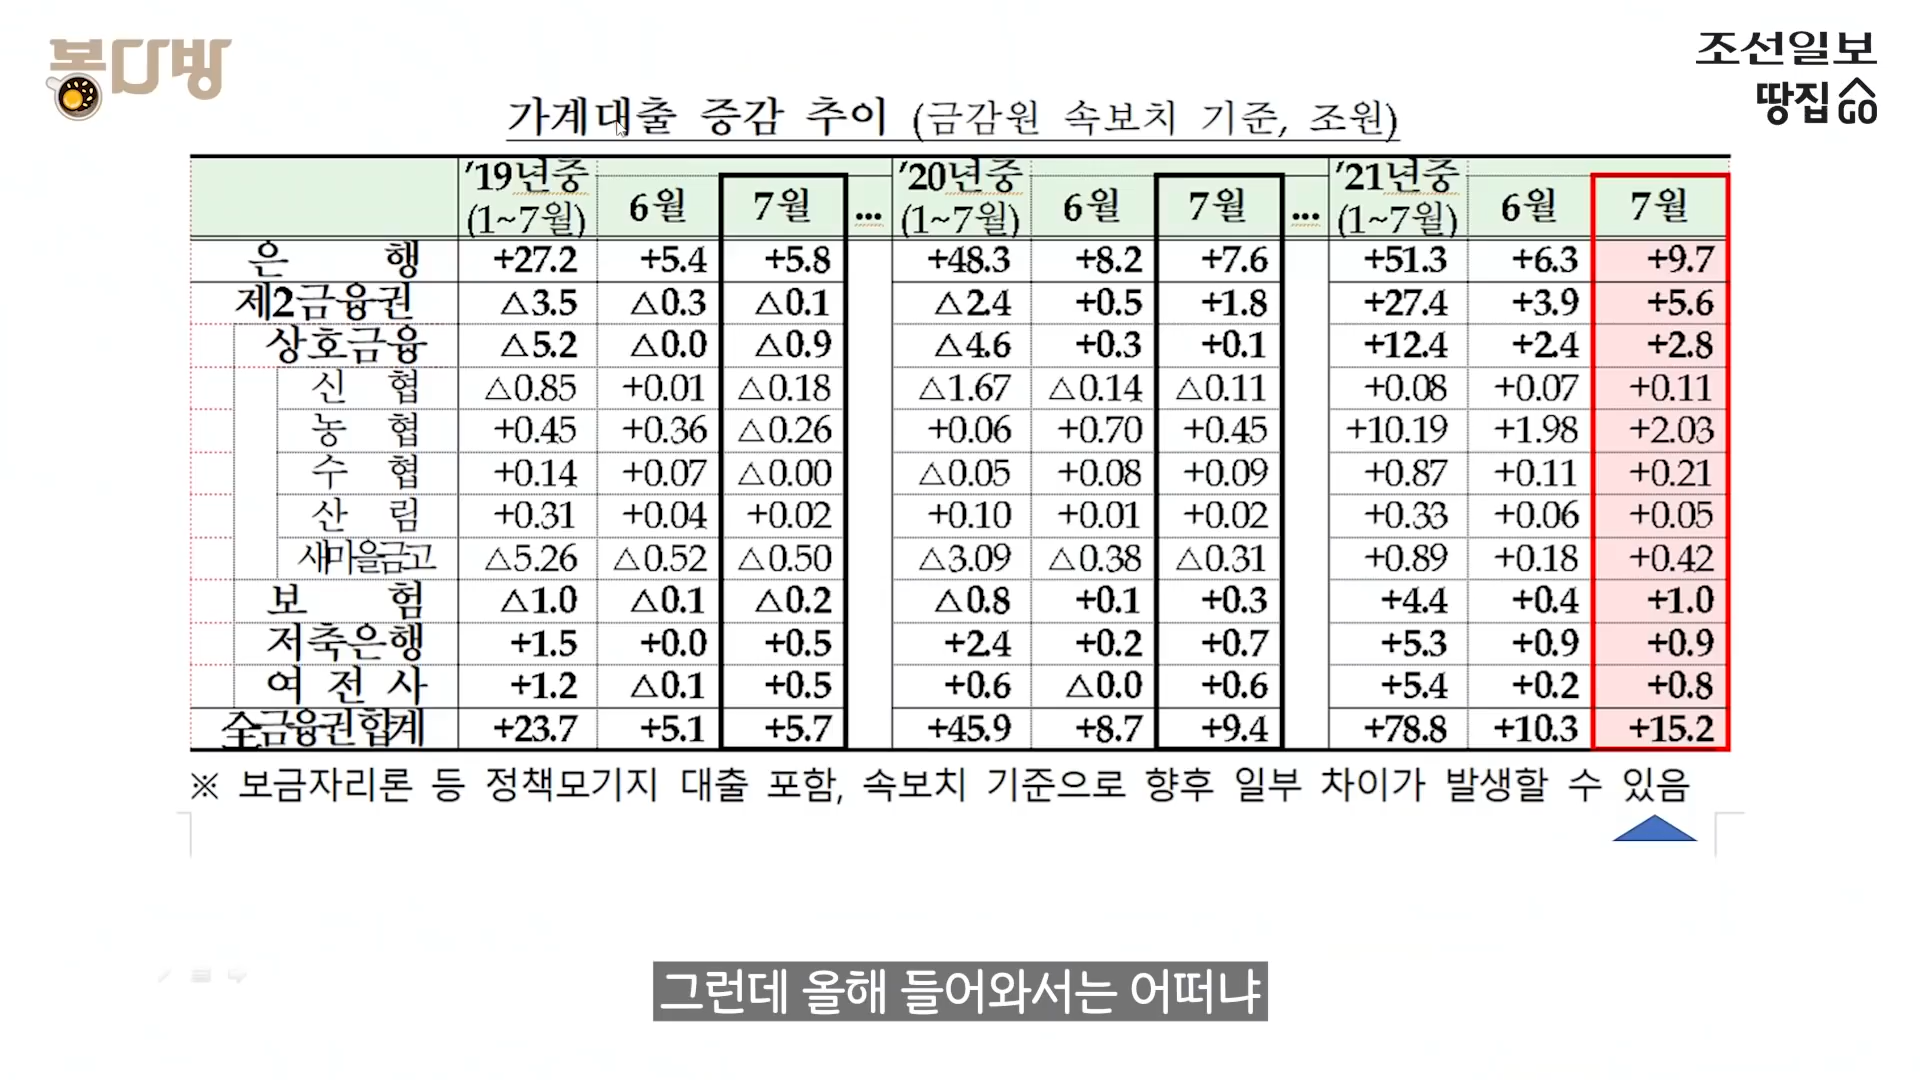 봉다방
조선일보
땅집GO
가계대출 증감 추이 (금감원 속보치 기준, 조원)
'19년중 (1~7월) 6월 7월 ... '20년중 (1~7월) 6월 7월 ... '21년중 (1~7월) 6월 7월
은 행 +27.2 +5.4 +5.8 +48.3 +8.2 +7.6 +51.3 +6.3 +9.7
제2금융권 △3.5 △0.3 △0.1 △2.4 +0.5 +1.8 +27.4 +3.9 +5.6
상호금융 △5.2 △0.0 △0.9 △4.6 +0.3 +0.1 +12.4 +2.4 +2.8
신 협 △0.85 +0.01 △0.18 △1.67 △0.14 △0.11 +0.08 +0.07 +0.11
농 협 +0.45 +0.36 △0.26 +0.06 +0.70 +0.45 +10.19 +1.98 +2.03
수 협 +0.14 +0.07 △0.00 △0.05 +0.08 +0.09 +0.87 +0.11 +0.21
산 림 +0.31 +0.04 +0.02 +0.10 +0.01 +0.02 +0.33 +0.06 +0.05
새마을금고 △5.26 △0.52 △0.50 △3.09 △0.38 △0.31 +0.89 +0.18 +0.42
보 험 △1.0 △0.1 △0.2 △0.8 +0.1 +0.3 +4.4 +0.4 +1.0
저축은행 +1.5 +0.0 +0.5 +2.4 +0.2 +0.7 +5.3 +0.9 +0.9
여 전 사 +1.2 △0.1 +0.5 +0.6 △0.0 +0.6 +5.4 +0.2 +0.8
全금융권합계 +23.7 +5.1 +5.7 +45.9 +8.7 +9.4 +78.8 +10.3 +15.2
※ 보금자리론 등 정책모기지 대출 포함, 속보치 기준으로 향후 일부 차이가 발생할 수 있음
그런데 올해 들어와서는 어떠냐